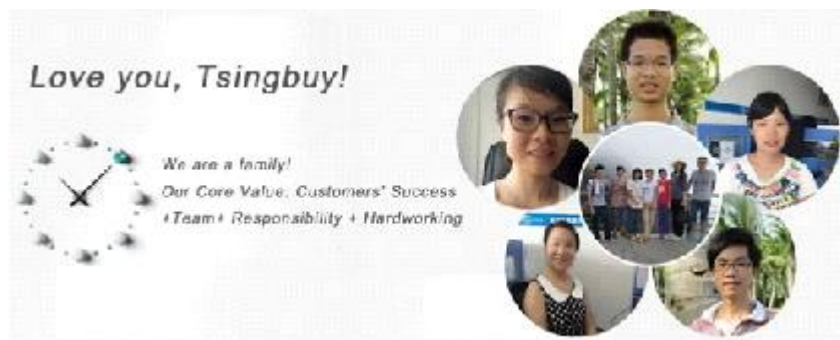 Love you, Tsingbuy!
We are a family!
Our Core Value: Customers' Success
+Team+ Responsibility + Hardworking